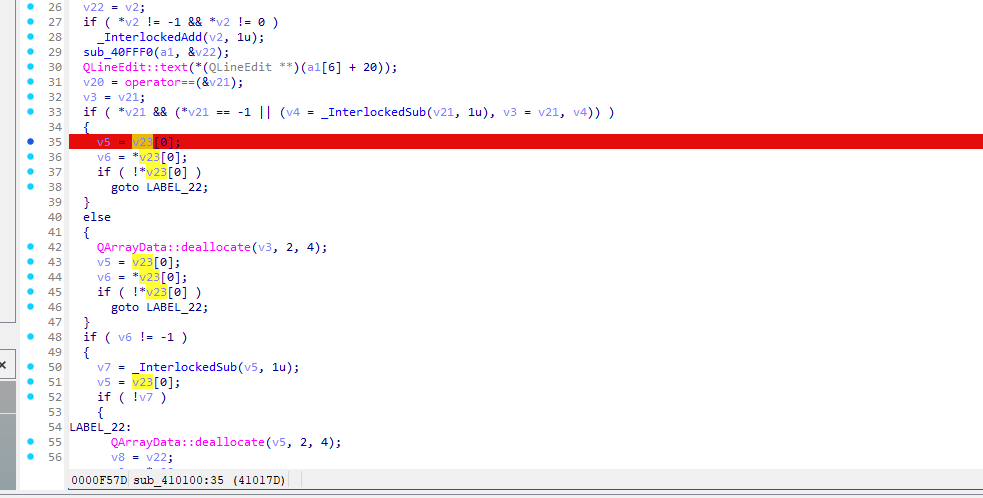 26 v22 = v2;
27 if ( *v2 != -1 && *v2 != 0 )
28 _InterlockedAdd(v2, 1u);
29 sub_40FFF0(a1, &v22);
30 QLineEdit::text(*(QLineEdit **)(a1[6] + 20));
31 v20 = operator==(&v21);
32 v3 = v21;
33 if ( *v21 && (*v21 == -1 || (v4 = _InterlockedSub(v21, 1u), v3 = v21, v4)) )
34 {
35 v5 = v23[0];
36 v6 = *v23[0];
37 if ( !*v23[0] )
38 goto LABEL_22;
39 }
40 else
41 {
42 QArrayData::deallocate(v3, 2, 4);
43 v5 = v23[0];
44 v6 = *v23[0];
45 if ( !*v23[0] )
46 goto LABEL_22;
47 }
48 if ( v6 != -1 )
49 {
50 v7 = _InterlockedSub(v5, 1u);
51 v5 = v23[0];
52 if ( !v7 )
53 {
54 LABEL_22:
55 QArrayData::deallocate(v5, 2, 4);
56 v8 = v22;
0000F57D sub_410100:35 (41017D)